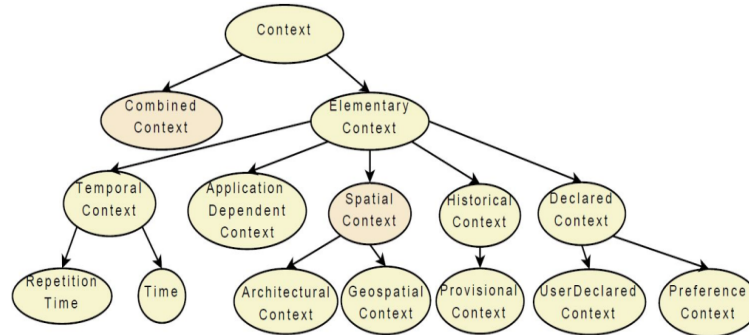 Context
Combined
Context
Elementary
Context
Temporal
Context
Application
Dependent
Context
Spatial
Context
Historical
Context
Declared
Context
Repetition
Time
Time
Architectural
Context
Geospatial
Context
Provisional
Context
UserDeclared
Context
Preference
Context